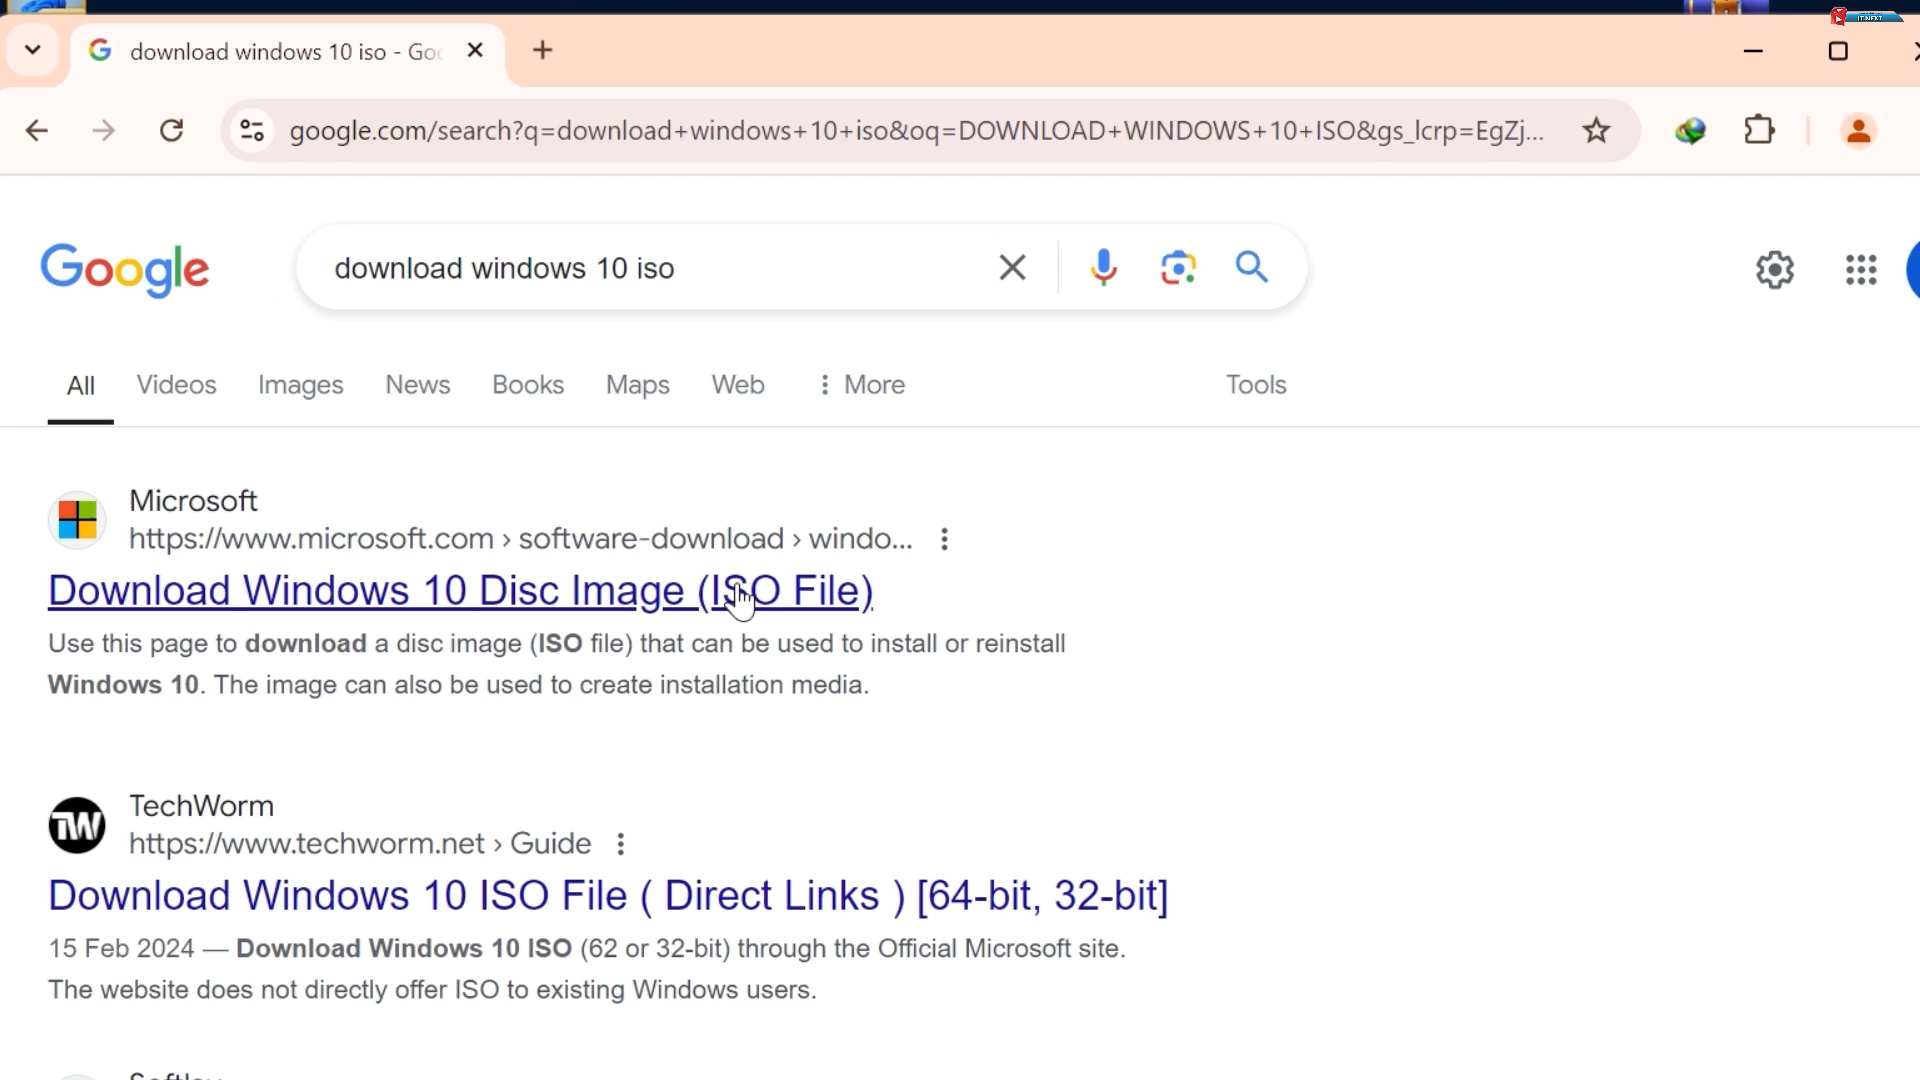 IT.NEXT
download windows 10 iso - Goo
google.com/search?q=download+windows+10+iso&oq=DOWNLOAD+WINDOWS+10+ISO&gs_lcrp=EgZj...
Google
download windows 10 iso
All Videos Images News Books Maps Web More Tools
Microsoft
https://www.microsoft.com › software-download › windo...
Download Windows 10 Disc Image (ISO File)
Use this page to download a disc image (ISO file) that can be used to install or reinstall
Windows 10. The image can also be used to create installation media.
TW
TechWorm
https://www.techworm.net › Guide
Download Windows 10 ISO File ( Direct Links ) [64-bit, 32-bit]
15 Feb 2024 — Download Windows 10 ISO (62 or 32-bit) through the Official Microsoft site.
The website does not directly offer ISO to existing Windows users.